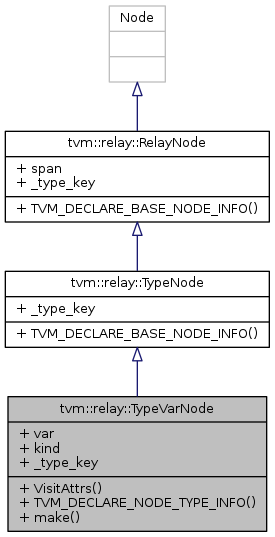 Node
tvm::relay::RelayNode
+ span
+ _type_key
+ TVM_DECLARE_BASE_NODE_INFO()
tvm::relay::TypeNode
+ _type_key
+ TVM_DECLARE_BASE_NODE_INFO()
tvm::relay::TypeVarNode
+ var
+ kind
+ _type_key
+ VisitAttrs()
+ TVM_DECLARE_NODE_TYPE_INFO()
+ make()